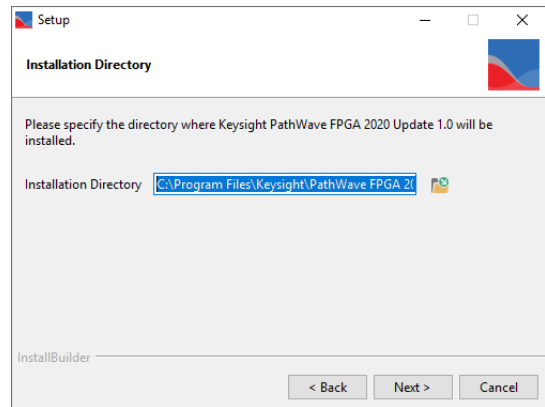 Setup
Installation Directory
Please specify the directory where Keysight PathWave FPGA 2020 Update 1.0 will be
installed.
Installation Directory C:\Program Files\Keysight\PathWave FPGA 20
InstallBuilder
< Back Next > Cancel